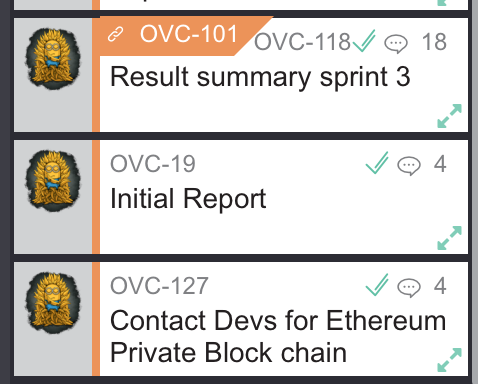 OVC-101
OVC-118 18
Result summary sprint 3
OVC-19 4
Initial Report
OVC-127 4
Contact Devs for Ethereum
Private Block chain